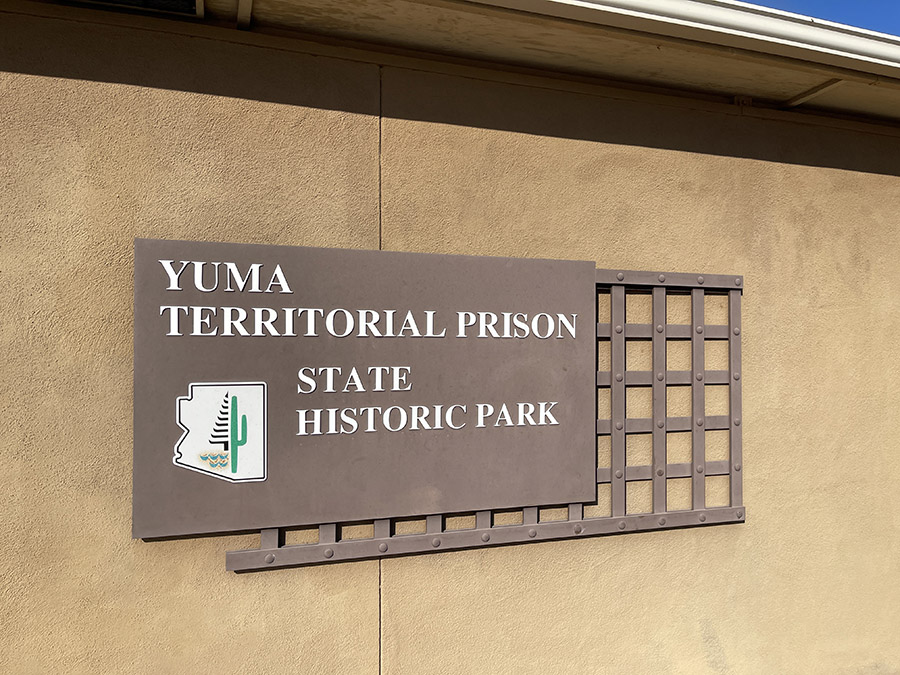 YUMA
TERRITORIAL PRISON
STATE
HISTORIC PARK